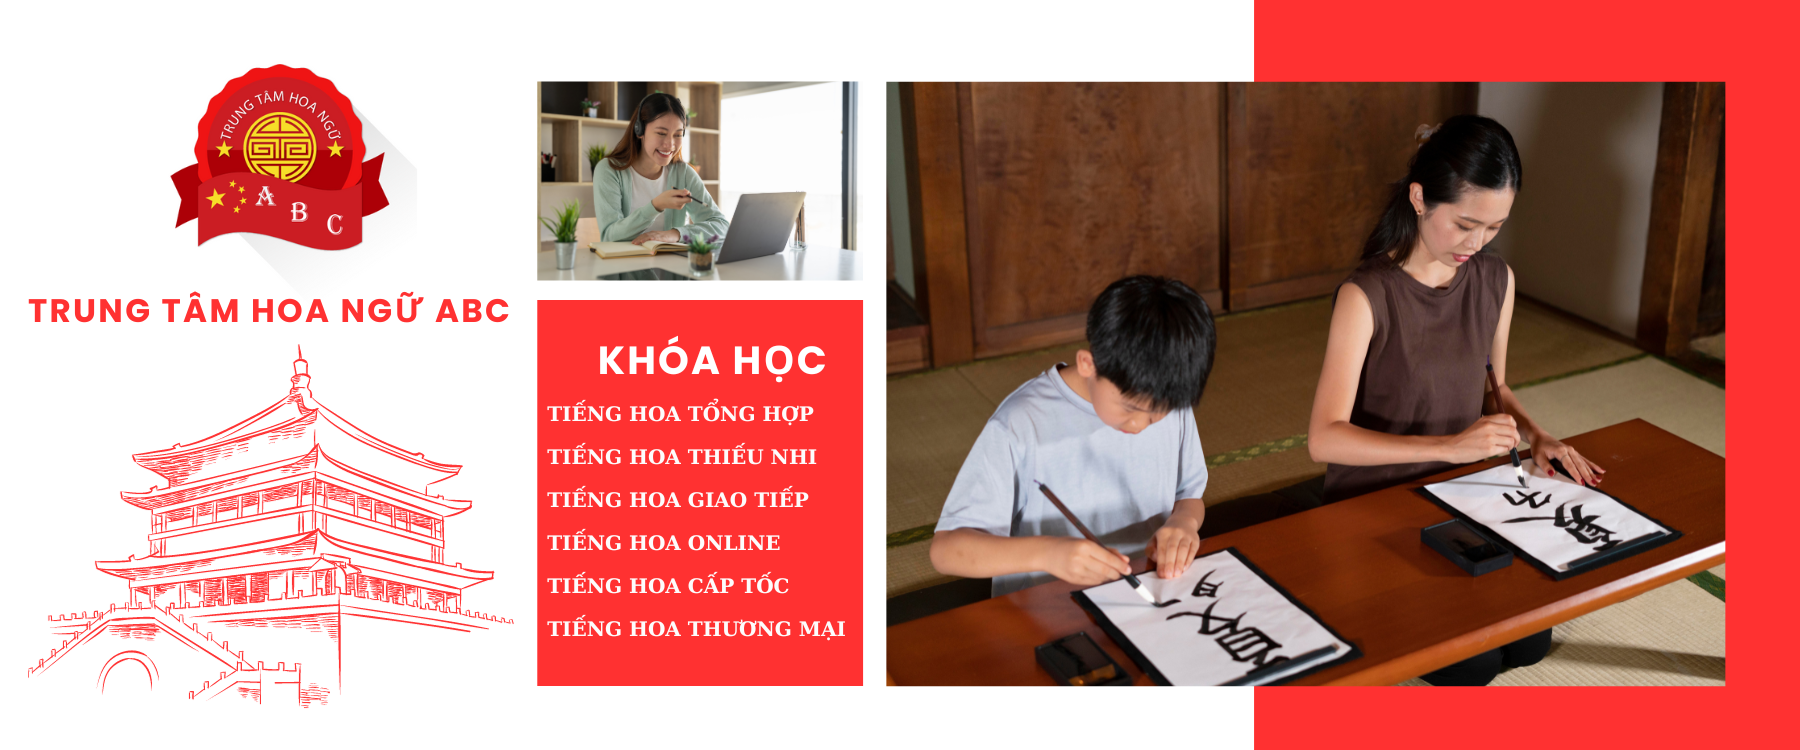 TRUNG TÂM HOA NGỮ
A B C
TRUNG TÂM HOA NGỮ ABC
KHÓA HỌC
TIẾNG HOA TỔNG HỢP
TIẾNG HOA THIẾU NHI
TIẾNG HOA GIAO TIẾP
TIẾNG HOA ONLINE
TIẾNG HOA CẤP TỐC
TIẾNG HOA THƯƠNG MẠI